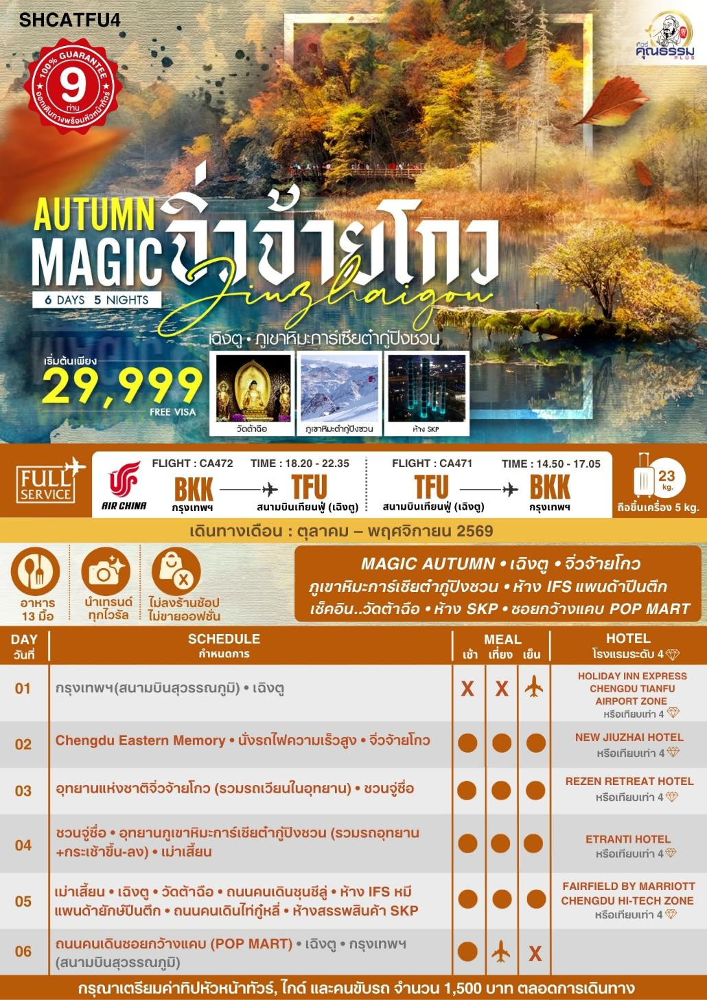 SHCATFU4
100% GUARANTEE
9
ท่าน
ออกเดินทางพร้อมหัวหน้าทัวร์
ทัวร์
คุณธรรม
PLUS
AUTUMN
MAGIC
จิ่วจ้ายโกว
Jiuzhaigou
6 DAYS 5 NIGHTS
เฉิงตู • ภูเขาหิมะการ์เซียต๋ากู่ปิงชวน
เริ่มต้นเพียง
29,999
FREE VISA
วัดต้าฉือ
ภูเขาหิมะต๋ากู่ปิงชวน
ห้าง SKP
FULL
SERVICE
AIR CHINA
FLIGHT : CA472 TIME : 18.20 - 22.35
BKK TFU
กรุงเทพฯ สนามบินเทียนฟู่ (เฉิงตู)
FLIGHT : CA471 TIME : 14.50 - 17.05
TFU BKK
สนามบินเทียนฟู่ (เฉิงตู) กรุงเทพฯ
23
kg.
ถือขึ้นเครื่อง 5 kg.
เดินทางเดือน : ตุลาคม – พฤศจิกายน 2569
อาหาร
13 มื้อ
นำเทรนด์
ทุกไวรัล
X
ไม่ลงร้านช้อป
ไม่ขายออฟชั่น
MAGIC AUTUMN • เฉิงตู • จิ่วจ้ายโกว
ภูเขาหิมะการ์เซียต๋ากู่ปิงชวน • ห้าง IFS แพนด้าปีนตึก
เช็คอิน..วัดต้าฉือ • ห้าง SKP • ซอยกว้างแคบ POP MART
DAY SCHEDULE MEAL HOTEL
วันที่ กำหนดการ เช้า เที่ยง เย็น โรงแรมระดับ 4
01 กรุงเทพฯ(สนามบินสุวรรณภูมิ) • เฉิงตู X X
HOLIDAY INN EXPRESS
CHENGDU TIANFU
AIRPORT ZONE
หรือเทียบเท่า 4
02 Chengdu Eastern Memory • นั่งรถไฟความเร็วสูง • จิ่วจ้ายโกว
NEW JIUZHAI HOTEL
หรือเทียบเท่า 4
03 อุทยานแห่งชาติจิ่วจ้ายโกว (รวมรถเวียนในอุทยาน) • ชวนจู่ซื่อ
REZEN RETREAT HOTEL
หรือเทียบเท่า 4
04 ชวนจู่ซื่อ • อุทยานภูเขาหิมะการ์เซียต๋ากู่ปิงชวน (รวมรถอุทยาน
+กระเช้าขึ้น-ลง) • เม่าเสี้ยน
ETRANTI HOTEL
หรือเทียบเท่า 4
05 เม่าเสี้ยน • เฉิงตู • วัดต้าฉือ • ถนนคนเดินชุนซีลู่ • ห้าง IFS หมี
แพนด้ายักษ์ปีนตึก • ถนนคนเดินไท่กู๋หลี่ • ห้างสรรพสินค้า SKP
FAIRFIELD BY MARRIOTT
CHENGDU HI-TECH ZONE
หรือเทียบเท่า 4
06 ถนนคนเดินซอยกว้างแคบ (POP MART) • เฉิงตู • กรุงเทพฯ
(สนามบินสุวรรณภูมิ) X
กรุณาเตรียมค่าทิปหัวหน้าทัวร์, ไกด์ และคนขับรถ จำนวน 1,500 บาท ตลอดการเดินทาง